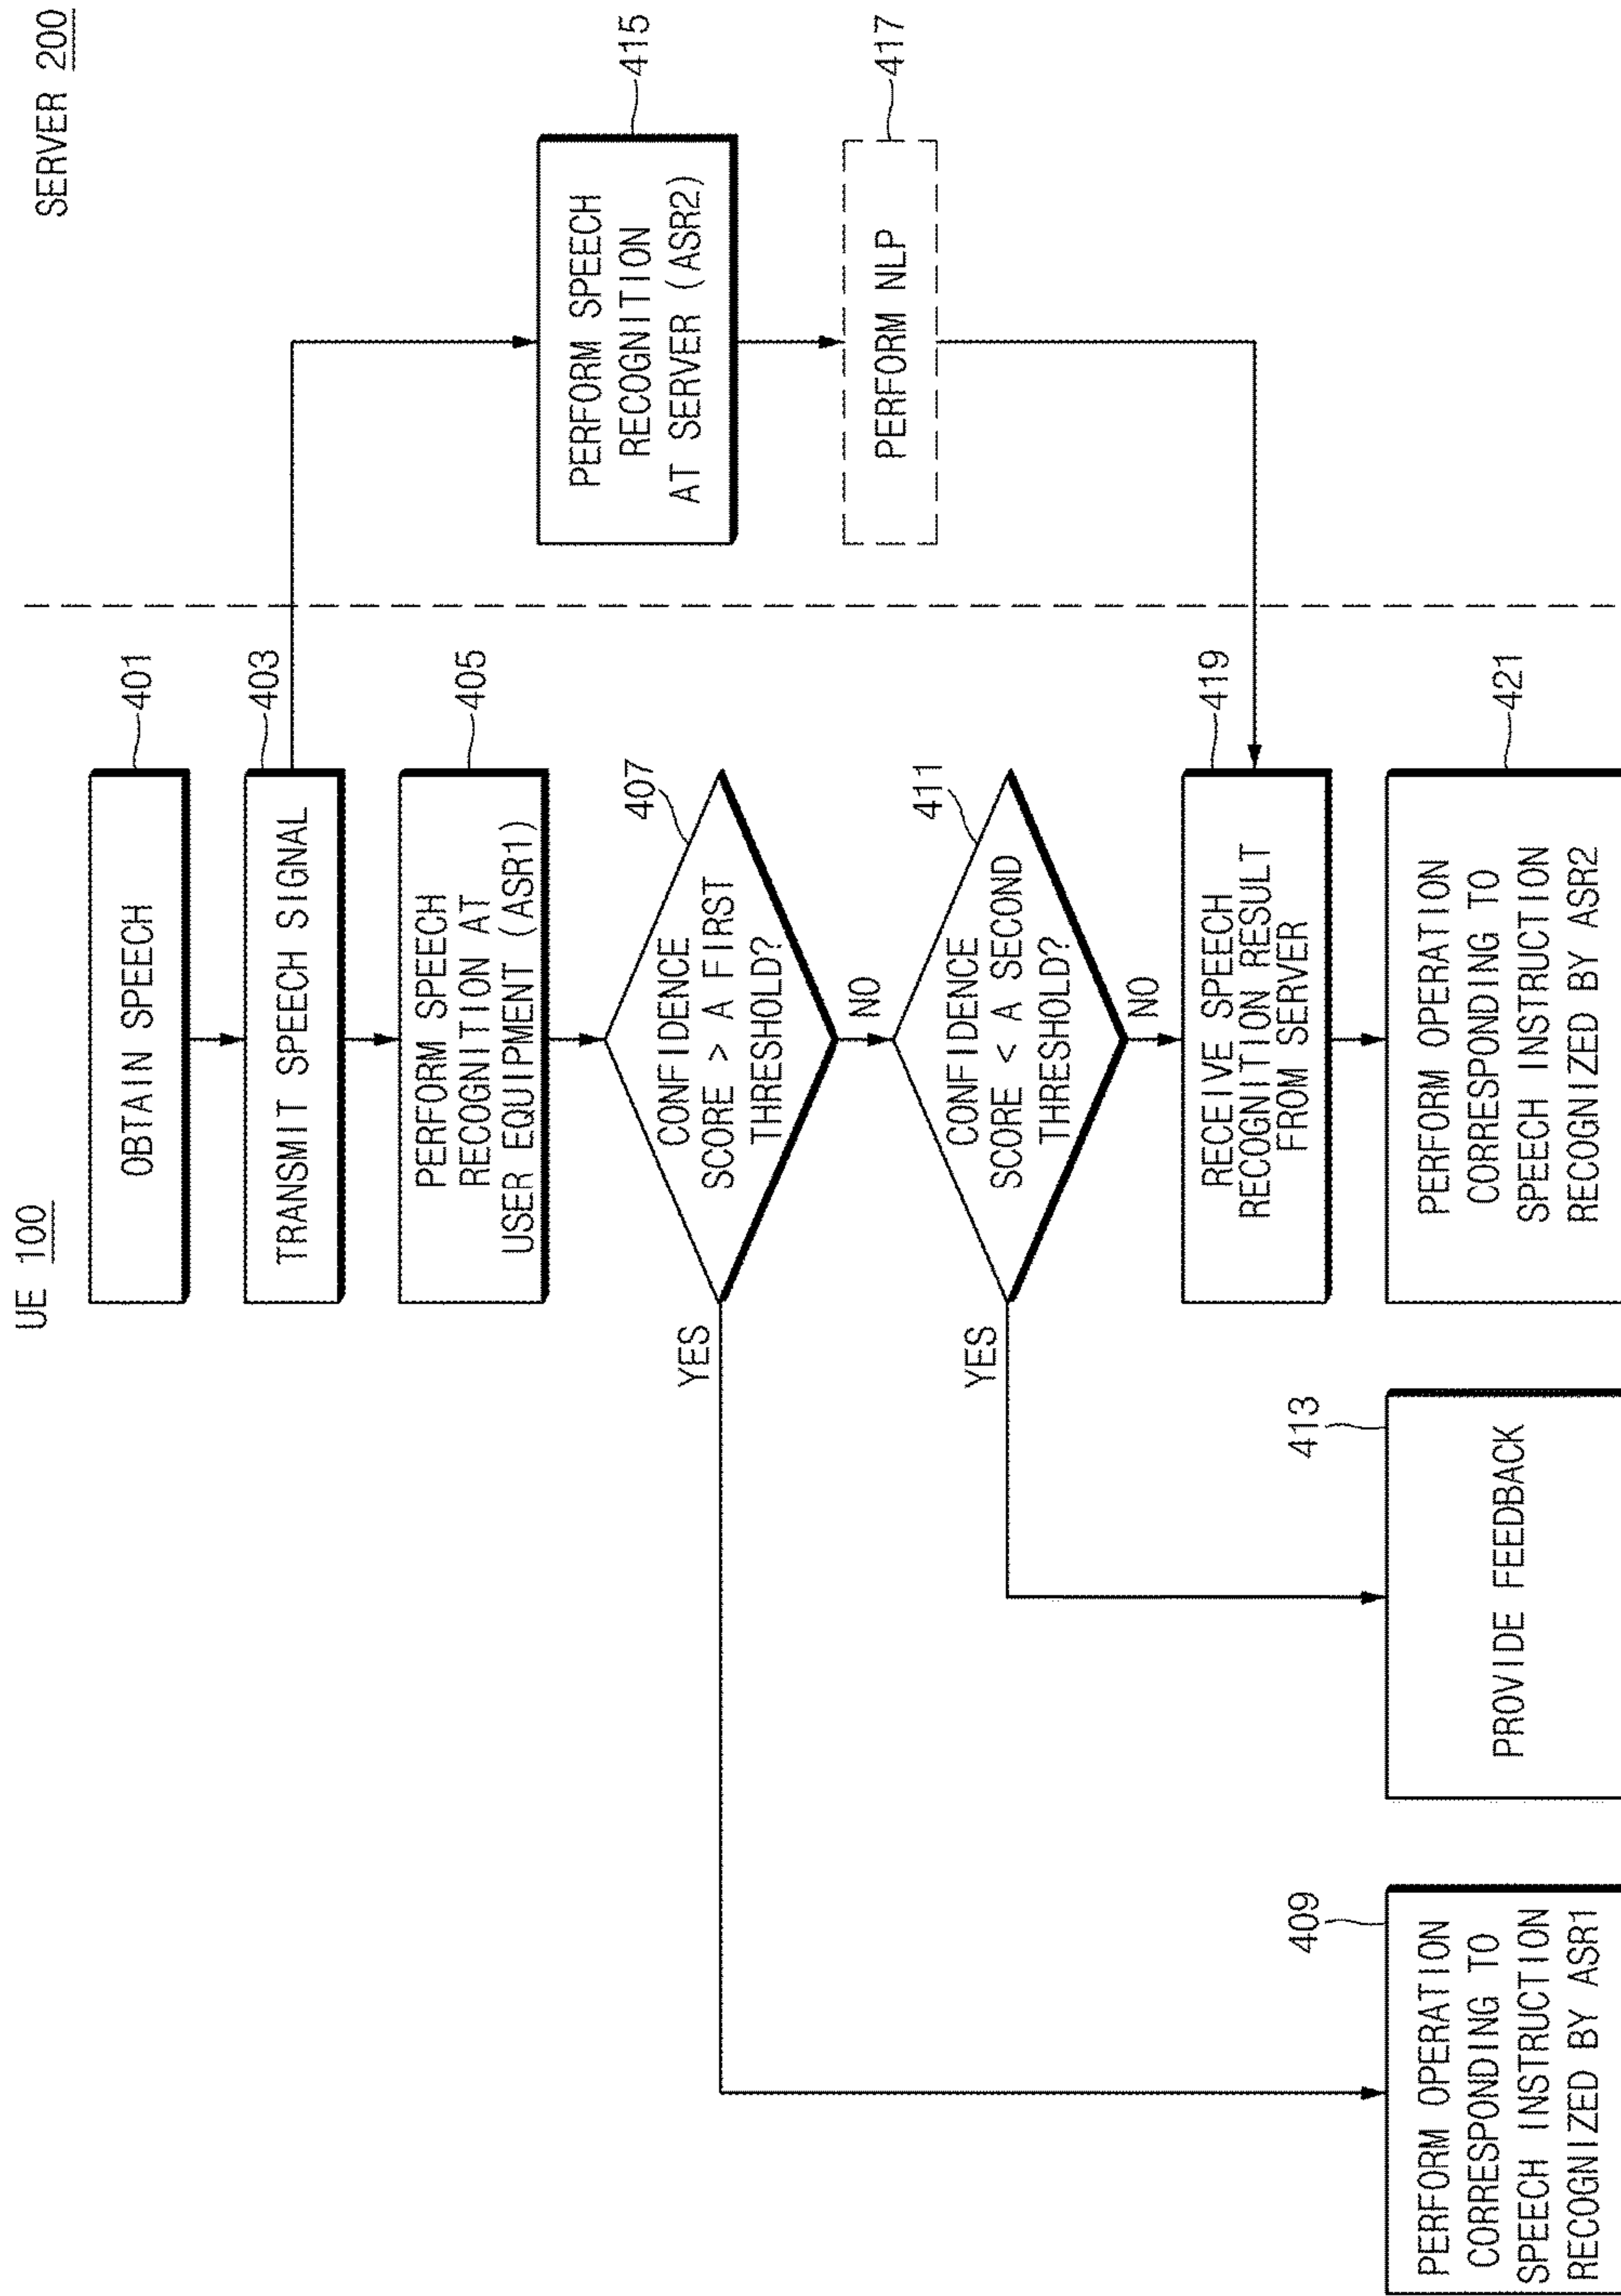 UE 100
SERVER 200
OBTAIN SPEECH
401
TRANSMIT SPEECH SIGNAL
403
PERFORM SPEECH
RECOGNITION AT
USER EQUIPMENT (ASR1)
405
PERFORM SPEECH
RECOGNITION
AT SERVER (ASR2)
415
CONFIDENCE
SCORE > A FIRST
THRESHOLD?
407
YES
NO
PERFORM NLP
417
CONFIDENCE
SCORE < A SECOND
THRESHOLD?
411
YES
NO
RECEIVE SPEECH
RECOGNITION RESULT
FROM SERVER
419
PERFORM OPERATION
CORRESPONDING TO
SPEECH INSTRUCTION
RECOGNIZED BY ASR1
409
PROVIDE FEEDBACK
413
PERFORM OPERATION
CORRESPONDING TO
SPEECH INSTRUCTION
RECOGNIZED BY ASR2
421